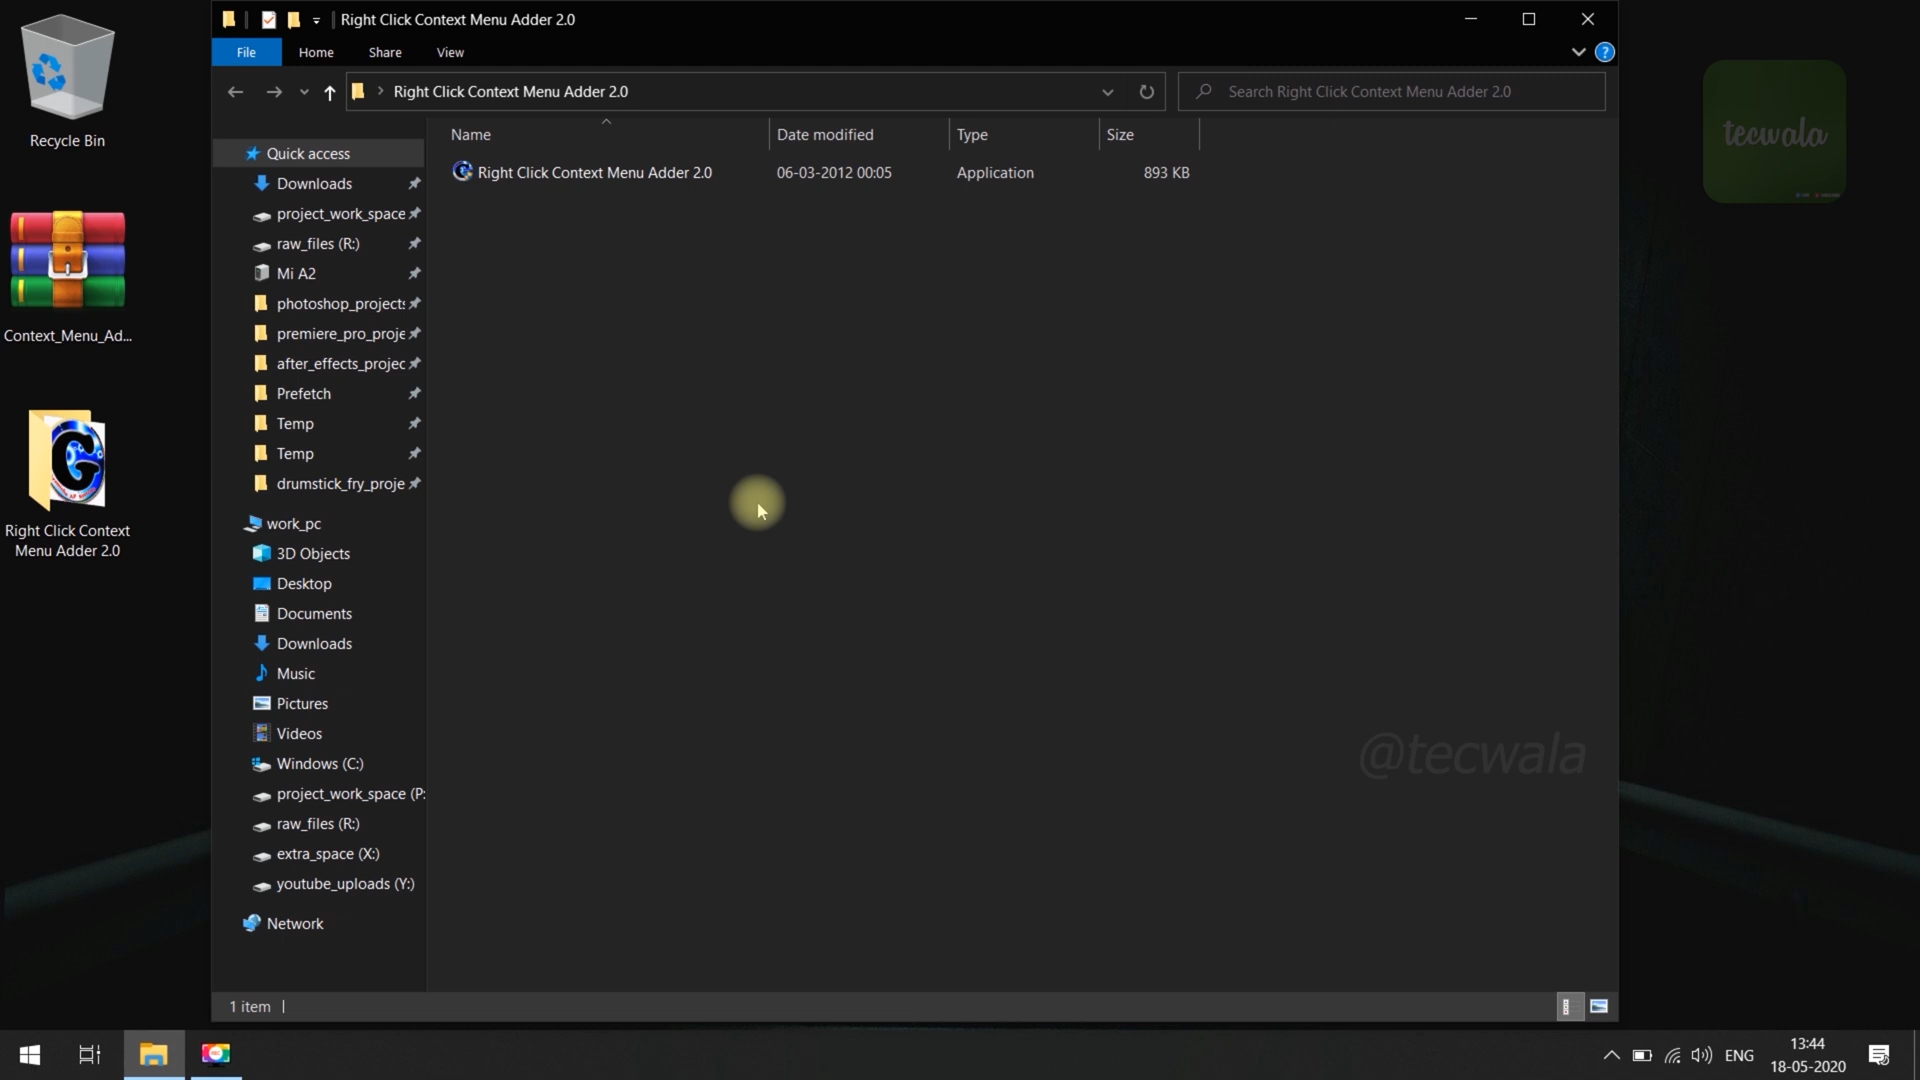 Right Click Context Menu Adder 2.0
File Home Share View
Right Click Context Menu Adder 2.0
Search Right Click Context Menu Adder 2.0
Name Date modified Type Size
Right Click Context Menu Adder 2.0 06-03-2012 00:05 Application 893 KB
Quick access
Downloads
project_work_space
raw_files (R:)
Mi A2
photoshop_projects
premiere_pro_proje
after_effects_projec
Prefetch
Temp
Temp
drumstick_fry_proje
work_pc
3D Objects
Desktop
Documents
Downloads
Music
Pictures
Videos
Windows (C:)
project_work_space (P:
raw_files (R:)
extra_space (X:)
youtube_uploads (Y:)
Network
1 item
Recycle Bin
Context_Menu_Ad...
Right Click Context
Menu Adder 2.0
tecwala
@tecwala
ENG
13:44
18-05-2020